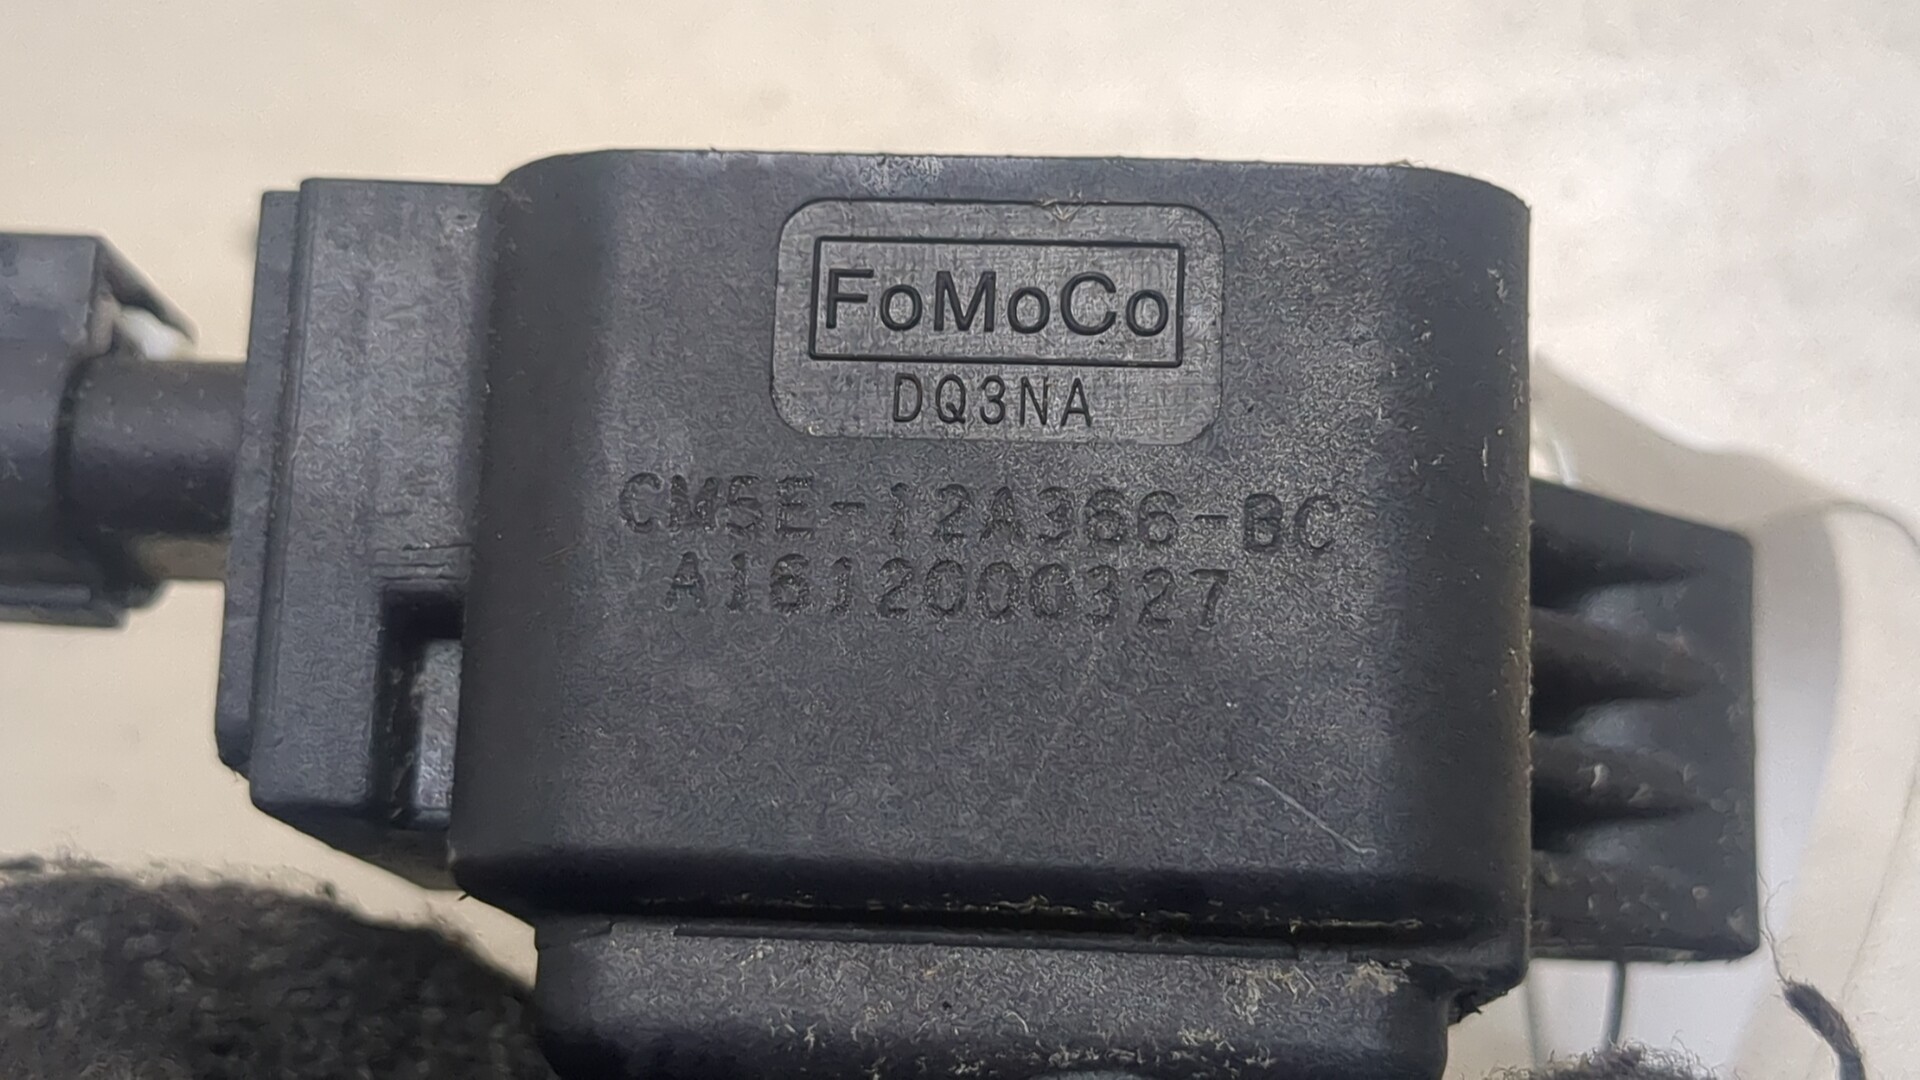 FoMoCo
DQ3NA
CM5E-12A366-BC
A1612000327